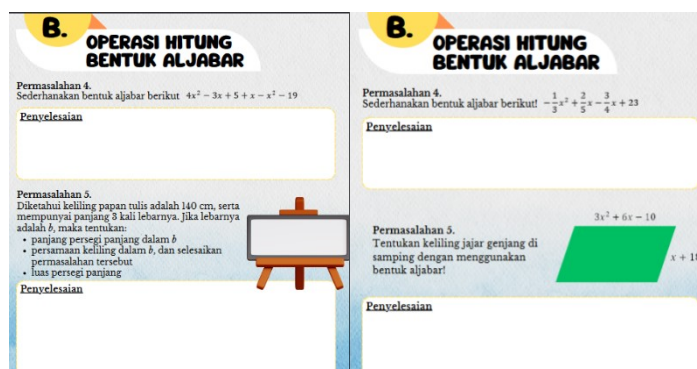 B.
OPERASI HITUNG
BENTUK ALJABAR
Permasalahan 4.
Sederhanakan bentuk aljabar berikut 4x² − 3x + 5 + x − x² − 19
Penyelesaian
Permasalahan 5.
Diketahui keliling papan tulis adalah 140 cm, serta
mempunyai panjang 3 kali lebarnya. Jika lebarnya
adalah b, maka tentukan:
• panjang persegi panjang dalam b
• persamaan keliling dalam b, dan selesaikan
permasalahan tersebut
• luas persegi panjang
Penyelesaian
B.
OPERASI HITUNG
BENTUK ALJABAR
Permasalahan 4.
Sederhanakan bentuk aljabar berikut! −1/3x² + 2/5x − 3/4x + 23
Penyelesaian
3x² + 6x − 10
Permasalahan 5.
Tentukan keliling jajar genjang di
samping dengan menggunakan
bentuk aljabar!
x +
Penyelesaian